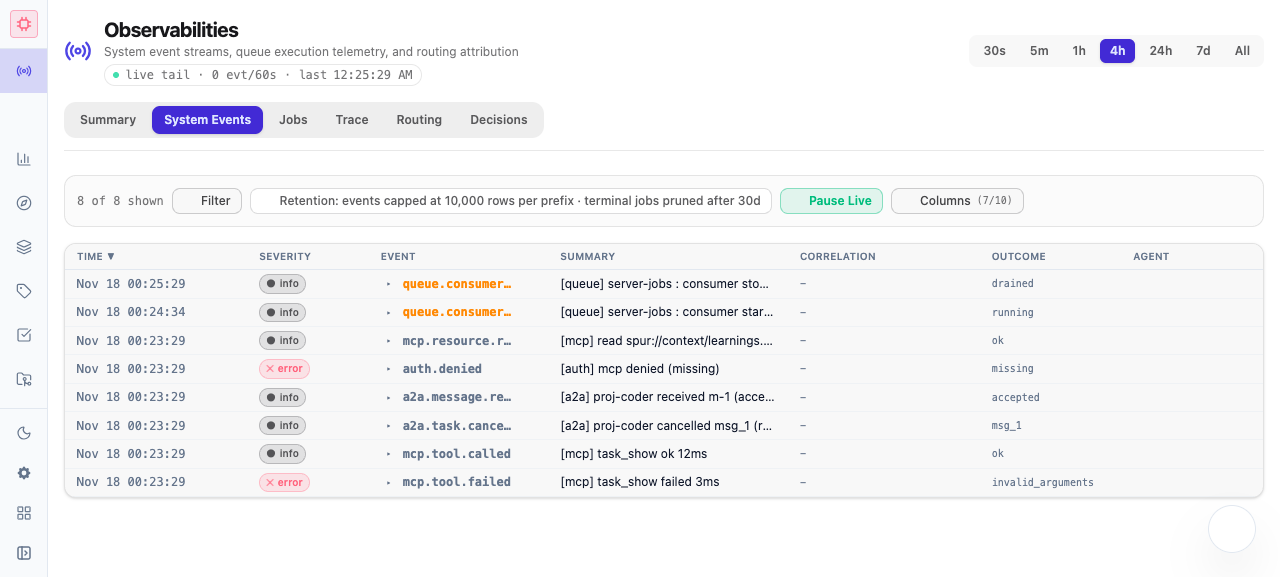 Observabilities
System event streams, queue execution telemetry, and routing attribution
live tail · 0 evt/60s · last 12:25:29 AM
30s 5m 1h 4h 24h 7d All
Summary System Events Jobs Trace Routing Decisions
8 of 8 shown Filter Retention: events capped at 10,000 rows per prefix · terminal jobs pruned after 30d Pause Live Columns (7/10)
TIME ▼ SEVERITY EVENT SUMMARY CORRELATION OUTCOME AGENT
Nov 18 00:25:29 info queue.consumer… [queue] server-jobs : consumer sto… – drained
Nov 18 00:24:34 info queue.consumer… [queue] server-jobs : consumer star… – running
Nov 18 00:23:29 info mcp.resource.r… [mcp] read spur://context/learnings.… – ok
Nov 18 00:23:29 error auth.denied [auth] mcp denied (missing) – missing
Nov 18 00:23:29 info a2a.message.re… [a2a] proj-coder received m-1 (acce… – accepted
Nov 18 00:23:29 info a2a.task.cance… [a2a] proj-coder cancelled msg_1 (r… – msg_1
Nov 18 00:23:29 info mcp.tool.called [mcp] task_show ok 12ms – ok
Nov 18 00:23:29 error mcp.tool.failed [mcp] task_show failed 3ms – invalid_arguments